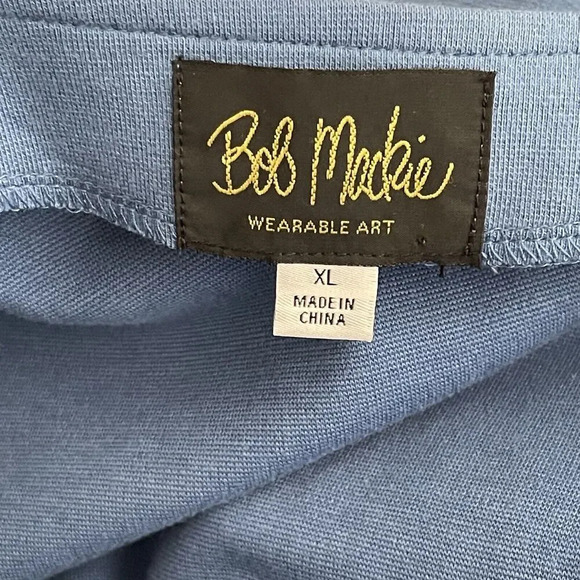 Bob Mackie
WEARABLE ART
XL
MADE IN
CHINA